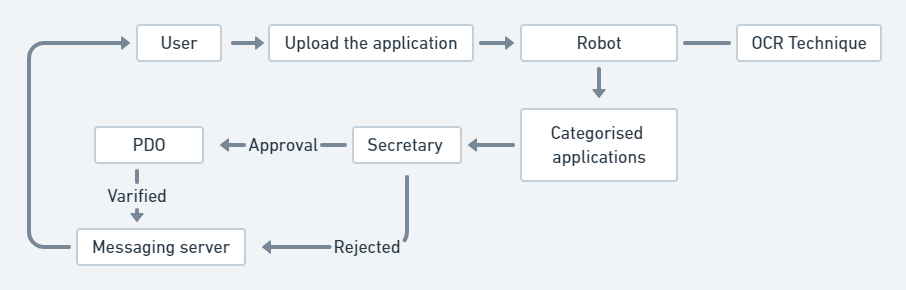 User
Upload the application
Robot
OCR Technique
Categorised
applications
Secretary
Approval
PDO
Varified
Messaging server
Rejected